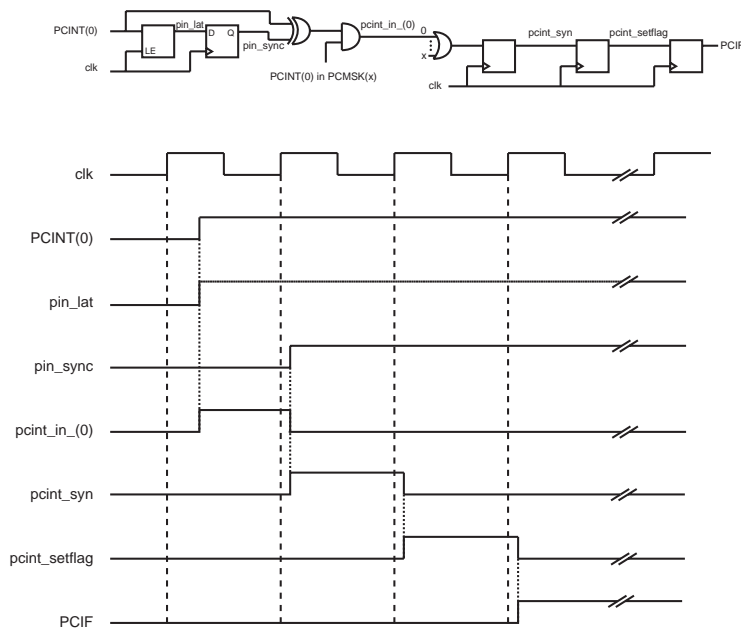 PCINT(0)
pin_lat
D Q
LE
pin_sync
clk
pcint_in_(0)
0
x
PCINT(0) in PCMSK(x)
pcint_syn
pcint_setflag
PCIF
clk
clk
PCINT(0)
pin_lat
pin_sync
pcint_in_(0)
pcint_syn
pcint_setflag
PCIF